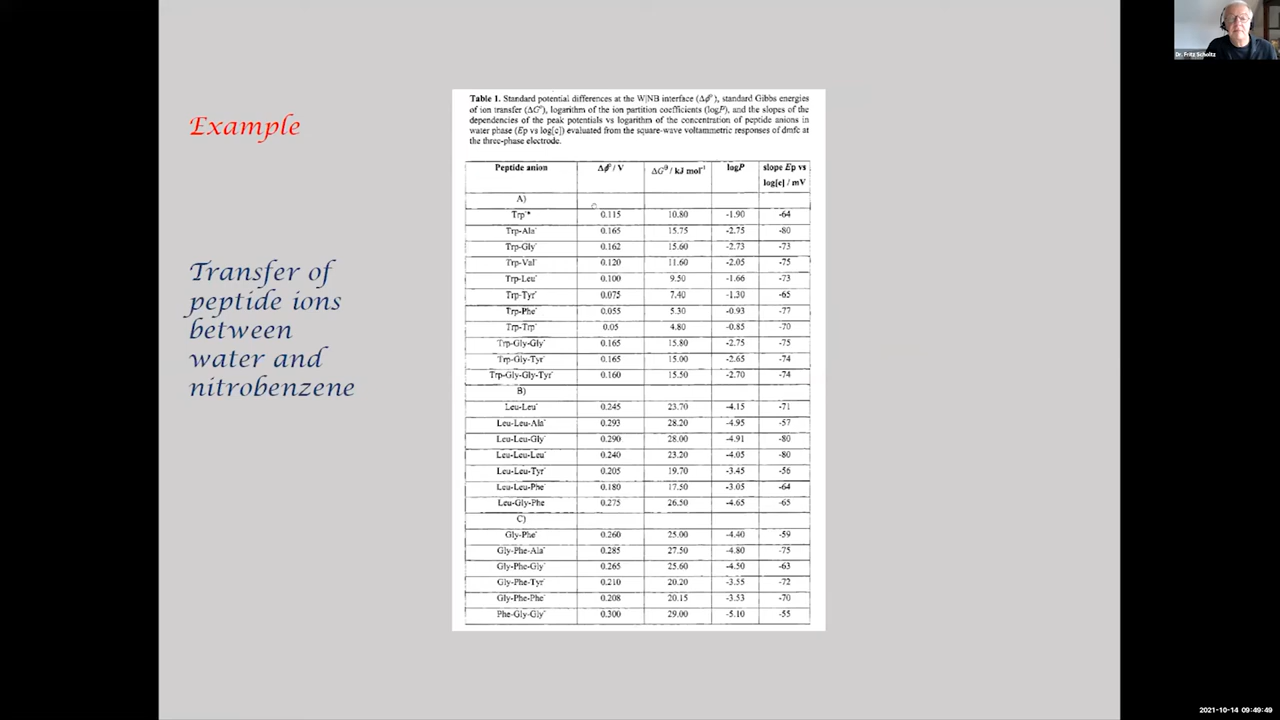 Example
Transfer of
peptide ions
between
water and
nitrobenzene
Table 1. Standard potential differences at the W|NB interface (Δϕ°), standard Gibbs energies
of ion transfer (ΔG°), logarithm of the ion partition coefficients (logP), and the slopes of the
dependencies of the peak potentials vs logarithm of the concentration of peptide anions in
water phase (Ep vs log[c]) evaluated from the square-wave voltammetric responses of dmfc at
the three-phase electrode.
Peptide anion Δϕ° / V ΔG⊖ / kJ mol⁻¹ logP slope Ep vs
log[c] / mV
A)
Trp⁻* 0.115 10.80 -1.90 -64
Trp-Ala⁻ 0.165 15.75 -2.75 -80
Trp-Gly⁻ 0.162 15.60 -2.73 -73
Trp-Val⁻ 0.120 11.60 -2.05 -75
Trp-Leu⁻ 0.100 9.50 -1.66 -73
Trp-Tyr⁻ 0.075 7.40 -1.30 -65
Trp-Phe⁻ 0.055 5.30 -0.93 -77
Trp-Trp⁻ 0.05 4.80 -0.85 -70
Trp-Gly-Gly⁻ 0.165 15.80 -2.75 -75
Trp-Gly-Tyr⁻ 0.165 15.00 -2.65 -74
Trp-Gly-Gly-Tyr⁻ 0.160 15.50 -2.70 -74
B)
Leu-Leu⁻ 0.245 23.70 -4.15 -71
Leu-Leu-Ala⁻ 0.293 28.20 -4.95 -57
Leu-Leu-Gly⁻ 0.290 28.00 -4.91 -80
Leu-Leu-Leu⁻ 0.240 23.20 -4.05 -80
Leu-Leu-Tyr⁻ 0.205 19.70 -3.45 -56
Leu-Leu-Phe⁻ 0.180 17.50 -3.05 -64
Leu-Gly-Phe 0.275 26.50 -4.65 -65
C)
Gly-Phe⁻ 0.260 25.00 -4.40 -59
Gly-Phe-Ala⁻ 0.285 27.50 -4.80 -75
Gly-Phe-Gly⁻ 0.265 25.60 -4.50 -63
Gly-Phe-Tyr⁻ 0.210 20.20 -3.55 -72
Gly-Phe-Phe⁻ 0.208 20.15 -3.53 -70
Phe-Gly-Gly⁻ 0.300 29.00 -5.10 -55
Dr. Fritz Scholtz
2021-10-14 09:49:49